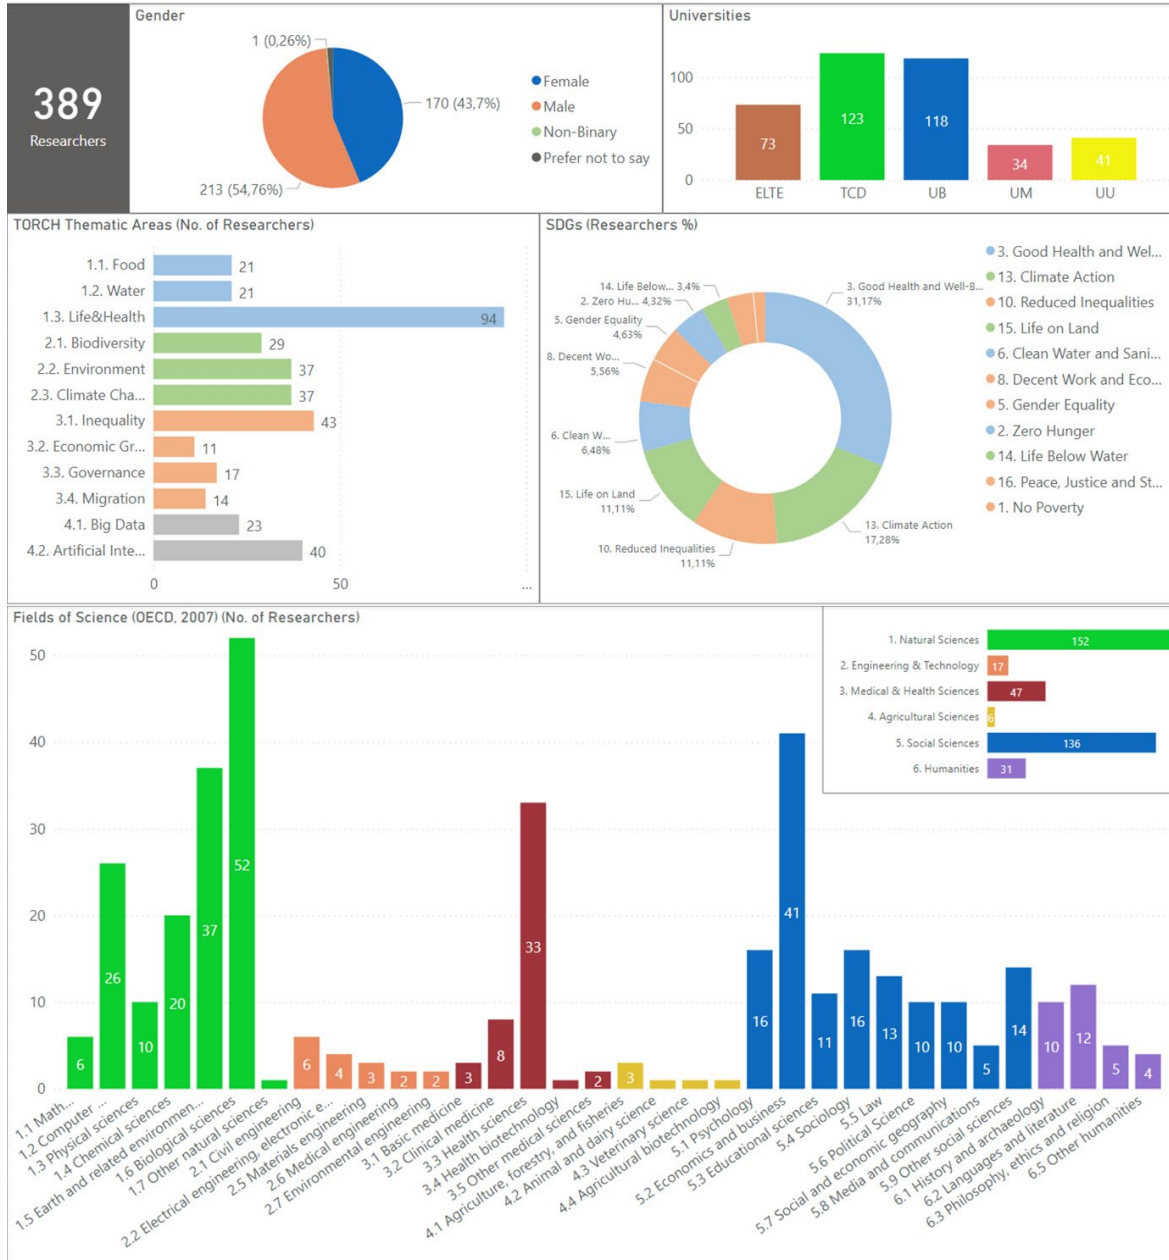 389
Researchers
Gender
1 (0,26%)
170 (43,7%)
213 (54,76%)
Female
Male
Non-Binary
Prefer not to say
Universities
100
50
0
73
123
118
34
41
ELTE
TCD
UB
UM
UU
TORCH Thematic Areas (No. of Researchers)
1.1. Food 21
1.2. Water 21
1.3. Life&Health 94
2.1. Biodiversity 29
2.2. Environment 37
2.3. Climate Cha... 37
3.1. Inequality 43
3.2. Economic Gr... 11
3.3. Governance 17
3.4. Migration 14
4.1. Big Data 23
4.2. Artificial Inte... 40
0 50 ...
SDGs (Researchers %)
3. Good Health and Well-B...
31,17%
13. Climate Action
17,28%
10. Reduced Inequalities
11,11%
15. Life on Land
11,11%
6. Clean W...
6,48%
8. Decent Wo...
5,56%
5. Gender Equality
4,63%
2. Zero Hu... 4,32%
14. Life Below... 3,4%
3. Good Health and Wel...
13. Climate Action
10. Reduced Inequalities
15. Life on Land
6. Clean Water and Sani...
8. Decent Work and Eco...
5. Gender Equality
2. Zero Hunger
14. Life Below Water
16. Peace, Justice and St...
1. No Poverty
Fields of Science (OECD, 2007) (No. of Researchers)
1. Natural Sciences 152
2. Engineering & Technology 17
3. Medical & Health Sciences 47
4. Agricultural Sciences 6
5. Social Sciences 136
6. Humanities 31
50
40
30
20
10
0
6
26
10
20
37
52
6
4
3
2
2
3
8
33
2
3
16
41
11
16
13
10
10
5
14
10
12
5
4
1.1 Math...
1.2 Computer ...
1.3 Physical sciences
1.4 Chemical sciences
1.5 Earth and related environmen...
1.6 Biological sciences
1.7 Other natural sciences
2.1 Civil engineering
2.2 Electrical engineering, electronic e...
2.5 Materials engineering
2.6 Medical engineering
2.7 Environmental engineering
3.1 Basic medicine
3.2 Clinical medicine
3.3 Health sciences
3.4 Health biotechnology
3.5 Other medical sciences
4.1 Agriculture, forestry, and fisheries
4.2 Animal and dairy science
4.3 Veterinary science
4.4 Agricultural biotechnology
5.1 Psychology
5.2 Economics and business
5.3 Educational sciences
5.4 Sociology
5.5 Law
5.6 Political science
5.7 Social and economic geography
5.8 Media and communications
5.9 Other social sciences
6.1 History and archaeology
6.2 Languages and literature
6.3 Philosophy, ethics and religion
6.5 Other humanities